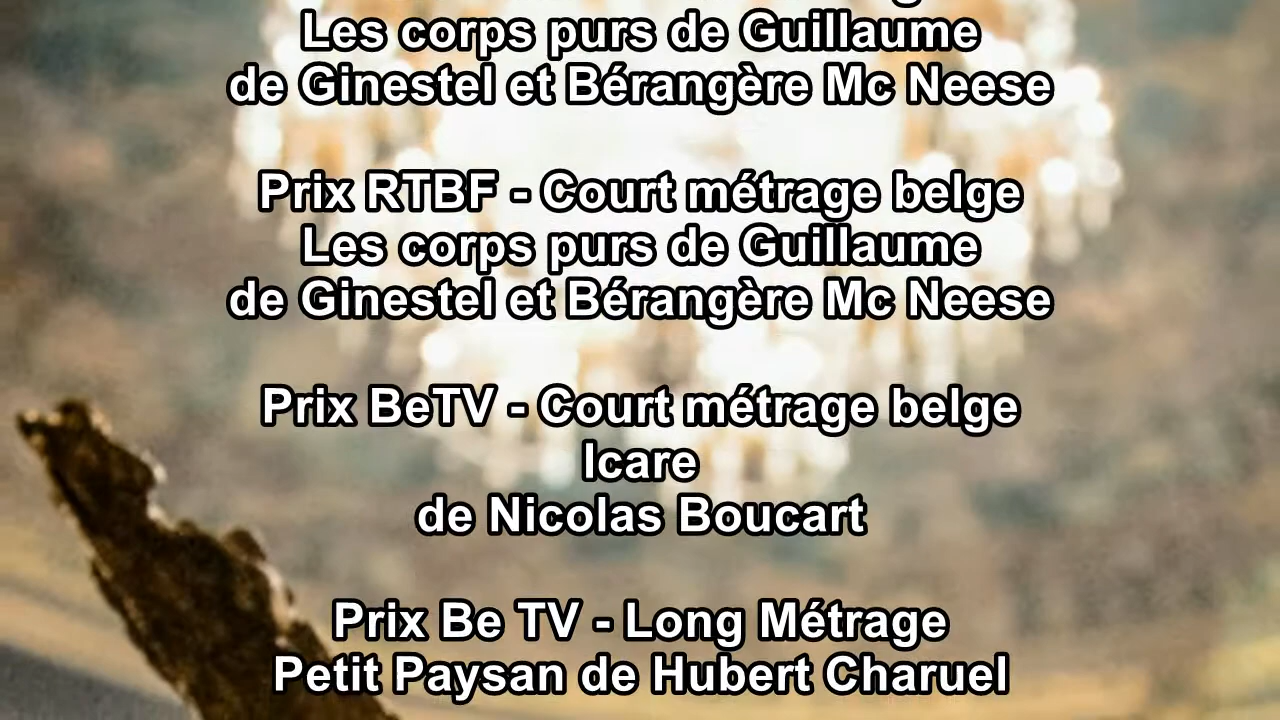 Les corps purs de Guillaume
de Ginestel et Bérangère Mc Neese
Prix RTBF - Court métrage belge
Les corps purs de Guillaume
de Ginestel et Bérangère Mc Neese
Prix BeTV - Court métrage belge
Icare
de Nicolas Boucart
Prix Be TV - Long Métrage
Petit Paysan de Hubert Charuel